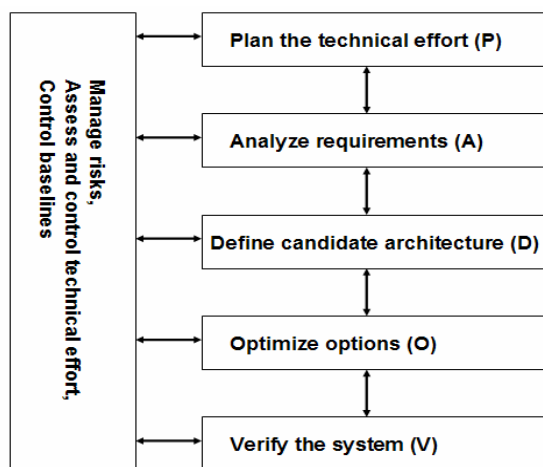 Manage risks,
Assess and control technical effort,
Control baselines
Plan the technical effort (P)
Analyze requirements (A)
Define candidate architecture (D)
Optimize options (O)
Verify the system (V)